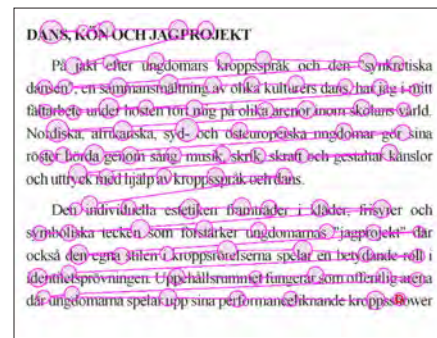 DANS, KÖN OCH JAGPROJEKT
På jakt efter ungdomars kroppsspråk och den "synkretiska
dansen", en sammansmältning av olika kulturers dans, har jag i mitt
fältarbete under hösten rört mig på olika arenor inom skolans värld.
Nordiska, afrikanska, syd- och östeuropeiska ungdomar gör sina
röster hörda genom sång, musik, skrik, skratt och gestaltar känslor
och uttryck med hjälp av kroppsspråk och dans.
Den individuella estetiken framträder i kläder, frisyrer och
symboliska tecken som förstärker ungdomarnas "jagprojekt" där
också den egna stilen i kroppsrörelserna spelar en betydande roll i
identitetsprövningen. Uppehållsrummet fungerar som offentlig arena
där ungdomarna spelar upp sina performanceliknande kroppsshower